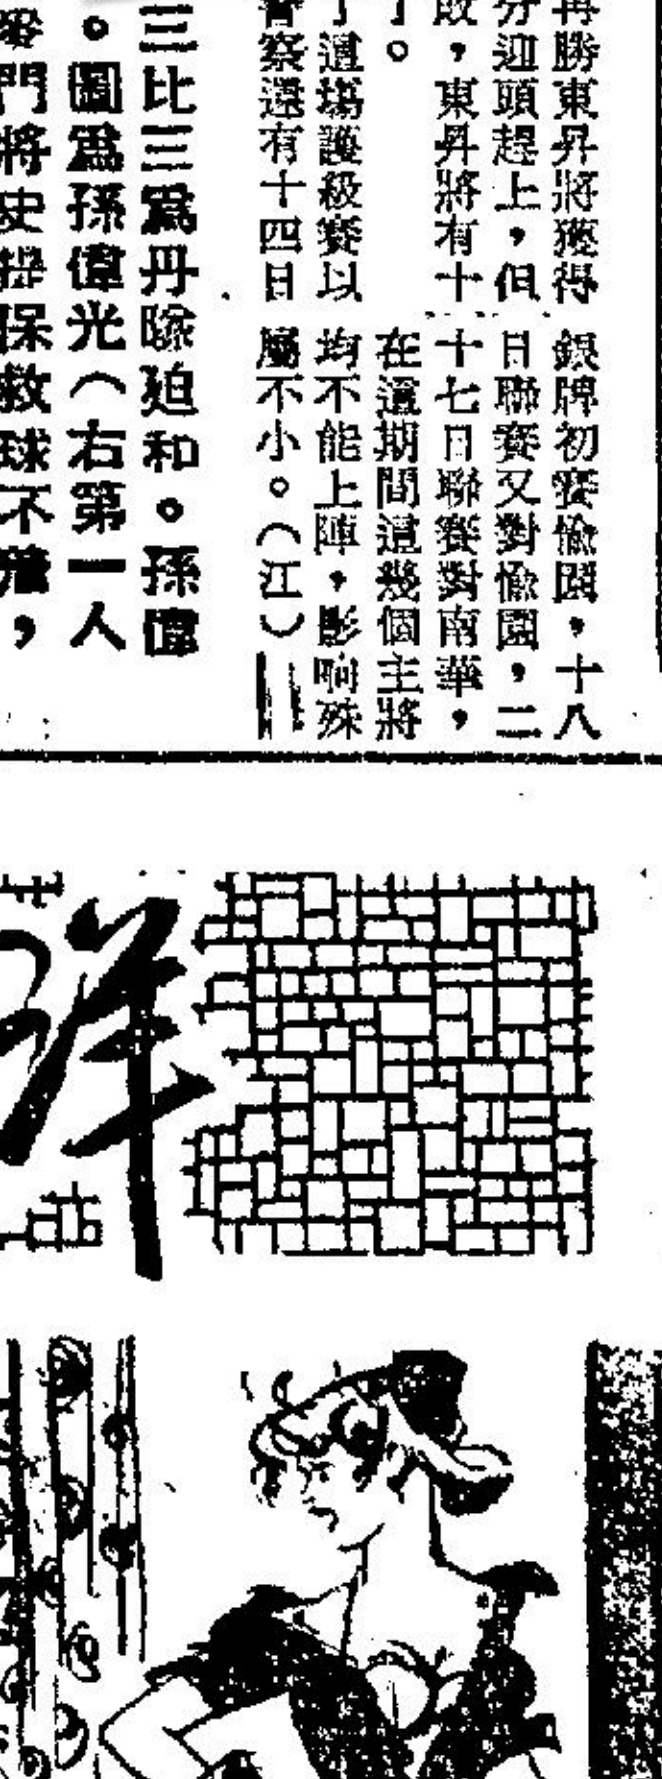 再勝東昇將獲得
分迎頭趕上，但
敗，東昇將有十
了。
這場護級賽以
警察還有十四日
銀牌初賽愉園，十八
日聯賽又對愉園，二
十七日聯賽對南華，
在這期間這幾個主將
均不能上陣，影响殊
屬不小。（江）
三比三爲丹迫和。孫偉
。圖爲孫偉光（右第一人
門將史提保救球不，
洋